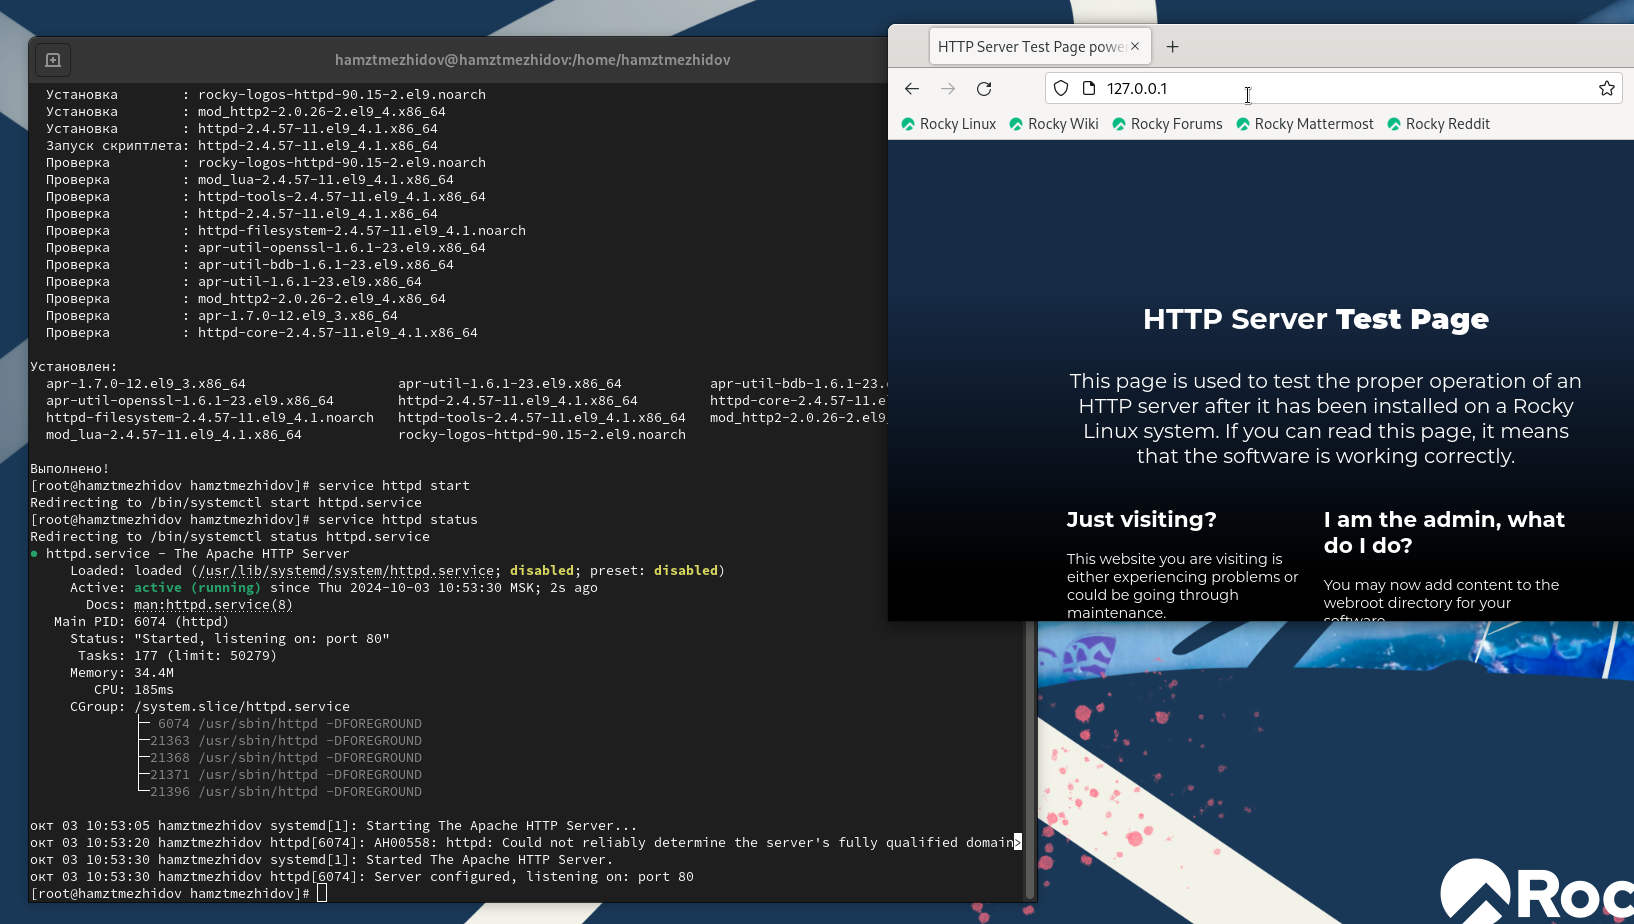 hamztmezhidov@hamztmezhidov:/home/hamztmezhidov
Установка        : rocky-logos-httpd-90.15-2.el9.noarch
Установка        : mod_http2-2.0.26-2.el9_4.x86_64
Установка        : httpd-2.4.57-11.el9_4.1.x86_64
Запуск скриптлета: httpd-2.4.57-11.el9_4.1.x86_64
Проверка         : rocky-logos-httpd-90.15-2.el9.noarch
Проверка         : mod_lua-2.4.57-11.el9_4.1.x86_64
Проверка         : httpd-tools-2.4.57-11.el9_4.1.x86_64
Проверка         : httpd-2.4.57-11.el9_4.1.x86_64
Проверка         : httpd-filesystem-2.4.57-11.el9_4.1.noarch
Проверка         : apr-util-openssl-1.6.1-23.el9.x86_64
Проверка         : apr-util-bdb-1.6.1-23.el9.x86_64
Проверка         : apr-util-1.6.1-23.el9.x86_64
Проверка         : mod_http2-2.0.26-2.el9_4.x86_64
Проверка         : apr-1.7.0-12.el9_3.x86_64
Проверка         : httpd-core-2.4.57-11.el9_4.1.x86_64
Установлен:
apr-1.7.0-12.el9_3.x86_64 apr-util-1.6.1-23.el9.x86_64 apr-util-bdb-1.6.1-23.
apr-util-openssl-1.6.1-23.el9.x86_64 httpd-2.4.57-11.el9_4.1.x86_64 httpd-core-2.4.57-11.e
httpd-filesystem-2.4.57-11.el9_4.1.noarch httpd-tools-2.4.57-11.el9_4.1.x86_64 mod_http2-2.0.26-2.el9_
mod_lua-2.4.57-11.el9_4.1.x86_64 rocky-logos-httpd-90.15-2.el9.noarch
Выполнено!
[root@hamztmezhidov hamztmezhidov]# service httpd start
Redirecting to /bin/systemctl start httpd.service
[root@hamztmezhidov hamztmezhidov]# service httpd status
Redirecting to /bin/systemctl status httpd.service
● httpd.service - The Apache HTTP Server
Loaded: loaded (/usr/lib/systemd/system/httpd.service; disabled; preset: disabled)
Active: active (running) since Thu 2024-10-03 10:53:30 MSK; 2s ago
Docs: man:httpd.service(8)
Main PID: 6074 (httpd)
Status: "Started, listening on: port 80"
Tasks: 177 (limit: 50279)
Memory: 34.4M
CPU: 185ms
CGroup: /system.slice/httpd.service
├─ 6074 /usr/sbin/httpd -DFOREGROUND
├─21363 /usr/sbin/httpd -DFOREGROUND
├─21368 /usr/sbin/httpd -DFOREGROUND
├─21371 /usr/sbin/httpd -DFOREGROUND
└─21396 /usr/sbin/httpd -DFOREGROUND
окт 03 10:53:05 hamztmezhidov systemd[1]: Starting The Apache HTTP Server...
окт 03 10:53:20 hamztmezhidov httpd[6074]: AH00558: httpd: Could not reliably determine the server's fully qualified domain>
окт 03 10:53:30 hamztmezhidov systemd[1]: Started The Apache HTTP Server.
окт 03 10:53:30 hamztmezhidov httpd[6074]: Server configured, listening on: port 80
[root@hamztmezhidov hamztmezhidov]#
HTTP Server Test Page powe
127.0.0.1
Rocky Linux Rocky Wiki Rocky Forums Rocky Mattermost Rocky Reddit
HTTP Server Test Page
This page is used to test the proper operation of an
HTTP server after it has been installed on a Rocky
Linux system. If you can read this page, it means
that the software is working correctly.
Just visiting?
This website you are visiting is
either experiencing problems or
could be going through
maintenance.
I am the admin, what
do I do?
You may now add content to the
webroot directory for your
software.
Roc